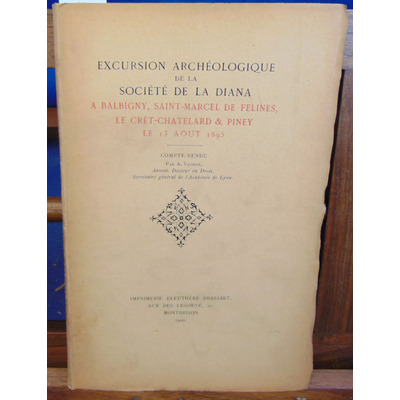 EXCURSION ARCHÉOLOGIQUE
DE LA
SOCIÉTÉ DE LA DIANA
A BALBIGNY, SAINT-MARCEL DE FELINES,
LE CRÊT-CHATELARD & PINEY
LE 13 AOUT 1895
COMPTE-RENDU
Par A. Vachez,
Avocat, Docteur en Droit,
Secrétaire général de l'Académie de Lyon.
IMPRIMERIE ELEUTHÈRE BRASSART,
RUE DES LEGOUVÉ,
MONTBRISON